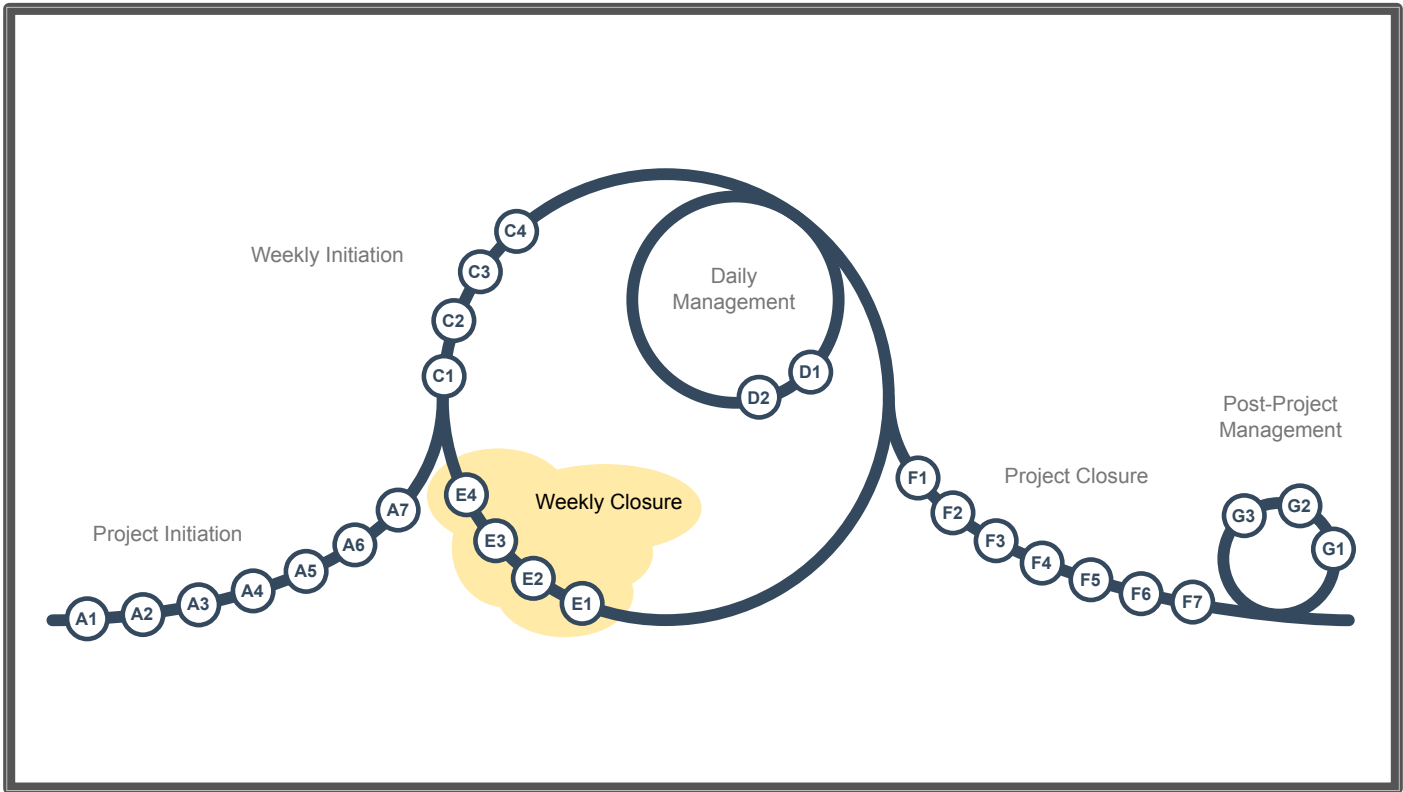 Project Initiation
A1
A2
A3
A4
A5
A6
A7
Weekly Initiation
C1
C2
C3
C4
Daily
Management
D1
D2
Weekly Closure
E1
E2
E3
E4
Project Closure
F1
F2
F3
F4
F5
F6
F7
Post-Project
Management
G1
G2
G3